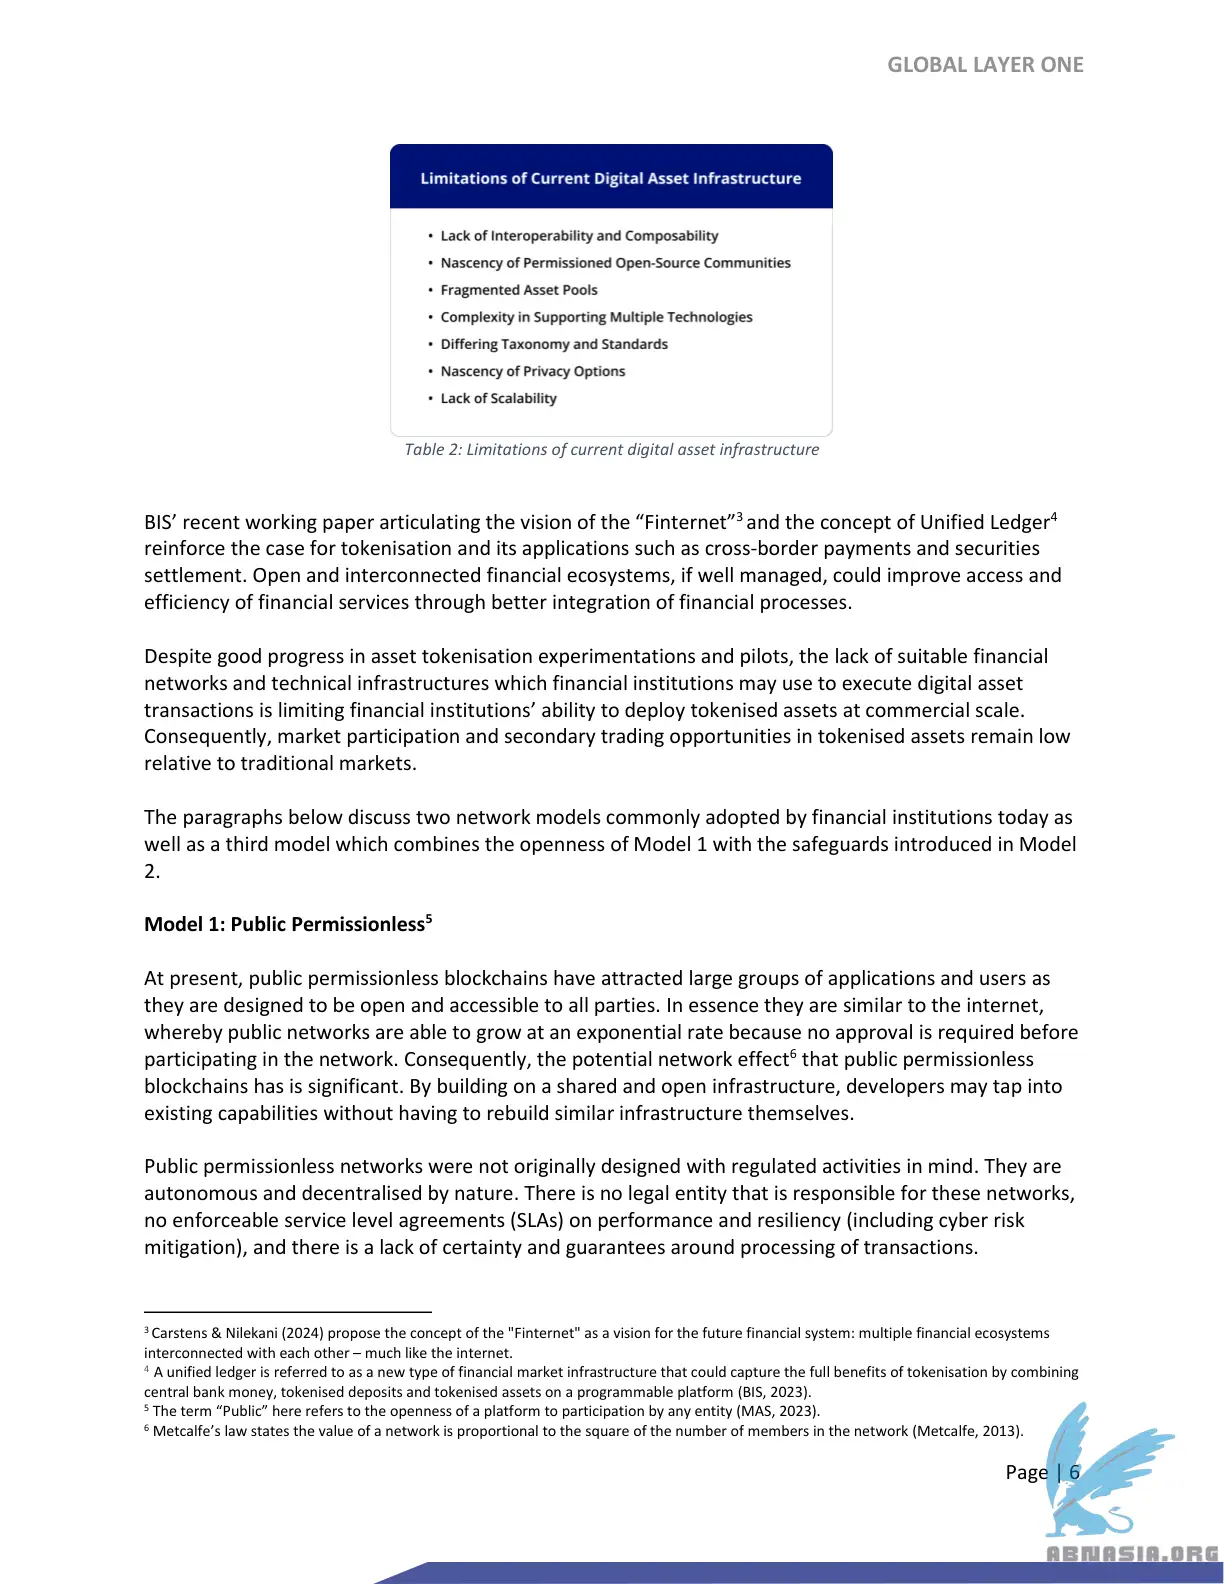 GLOBAL LAYER ONE
Limitations of Current Digital Asset Infrastructure
• Lack of Interoperability and Composability
• Nascency of Permissioned Open-Source Communities
• Fragmented Asset Pools
• Complexity in Supporting Multiple Technologies
• Differing Taxonomy and Standards
• Nascency of Privacy Options
• Lack of Scalability
Table 2: Limitations of current digital asset infrastructure
BIS’ recent working paper articulating the vision of the “Finternet”3 and the concept of Unified Ledger4
reinforce the case for tokenisation and its applications such as cross-border payments and securities
settlement. Open and interconnected financial ecosystems, if well managed, could improve access and
efficiency of financial services through better integration of financial processes.
Despite good progress in asset tokenisation experimentations and pilots, the lack of suitable financial
networks and technical infrastructures which financial institutions may use to execute digital asset
transactions is limiting financial institutions’ ability to deploy tokenised assets at commercial scale.
Consequently, market participation and secondary trading opportunities in tokenised assets remain low
relative to traditional markets.
The paragraphs below discuss two network models commonly adopted by financial institutions today as
well as a third model which combines the openness of Model 1 with the safeguards introduced in Model
2.
Model 1: Public Permissionless5
At present, public permissionless blockchains have attracted large groups of applications and users as
they are designed to be open and accessible to all parties. In essence they are similar to the internet,
whereby public networks are able to grow at an exponential rate because no approval is required before
participating in the network. Consequently, the potential network effect6 that public permissionless
blockchains has is significant. By building on a shared and open infrastructure, developers may tap into
existing capabilities without having to rebuild similar infrastructure themselves.
Public permissionless networks were not originally designed with regulated activities in mind. They are
autonomous and decentralised by nature. There is no legal entity that is responsible for these networks,
no enforceable service level agreements (SLAs) on performance and resiliency (including cyber risk
mitigation), and there is a lack of certainty and guarantees around processing of transactions.
3 Carstens & Nilekani (2024) propose the concept of the "Finternet" as a vision for the future financial system: multiple financial ecosystems
interconnected with each other – much like the internet.
4 A unified ledger is referred to as a new type of financial market infrastructure that could capture the full benefits of tokenisation by combining
central bank money, tokenised deposits and tokenised assets on a programmable platform (BIS, 2023).
5 The term “Public” here refers to the openness of a platform to participation by any entity (MAS, 2023).
6 Metcalfe’s law states the value of a network is proportional to the square of the number of members in the network (Metcalfe, 2013).
Page | 6
ABNASIA.ORG